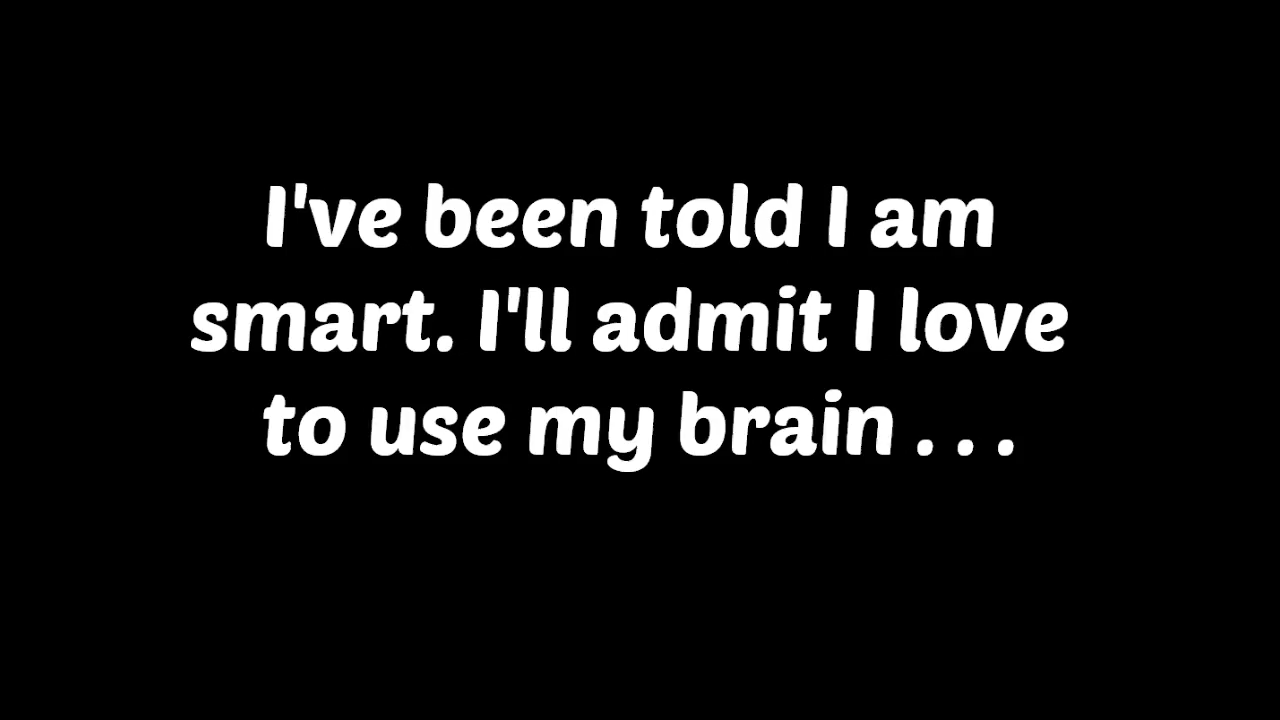 I've been told I am
smart. I'll admit I love
to use my brain . . .